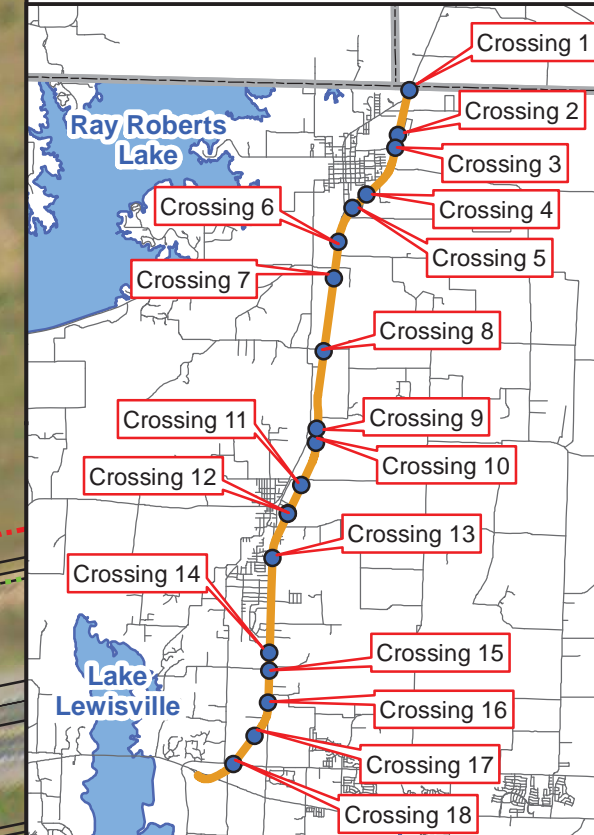 Crossing 1
Crossing 2
Ray Roberts
Lake
Crossing 3
Crossing 4
Crossing 6
Crossing 5
Crossing 7
Crossing 8
Crossing 9
Crossing 11
Crossing 10
Crossing 12
Crossing 13
Crossing 14
Crossing 15
Lake
Lewisville
Crossing 16
Crossing 17
Crossing 18